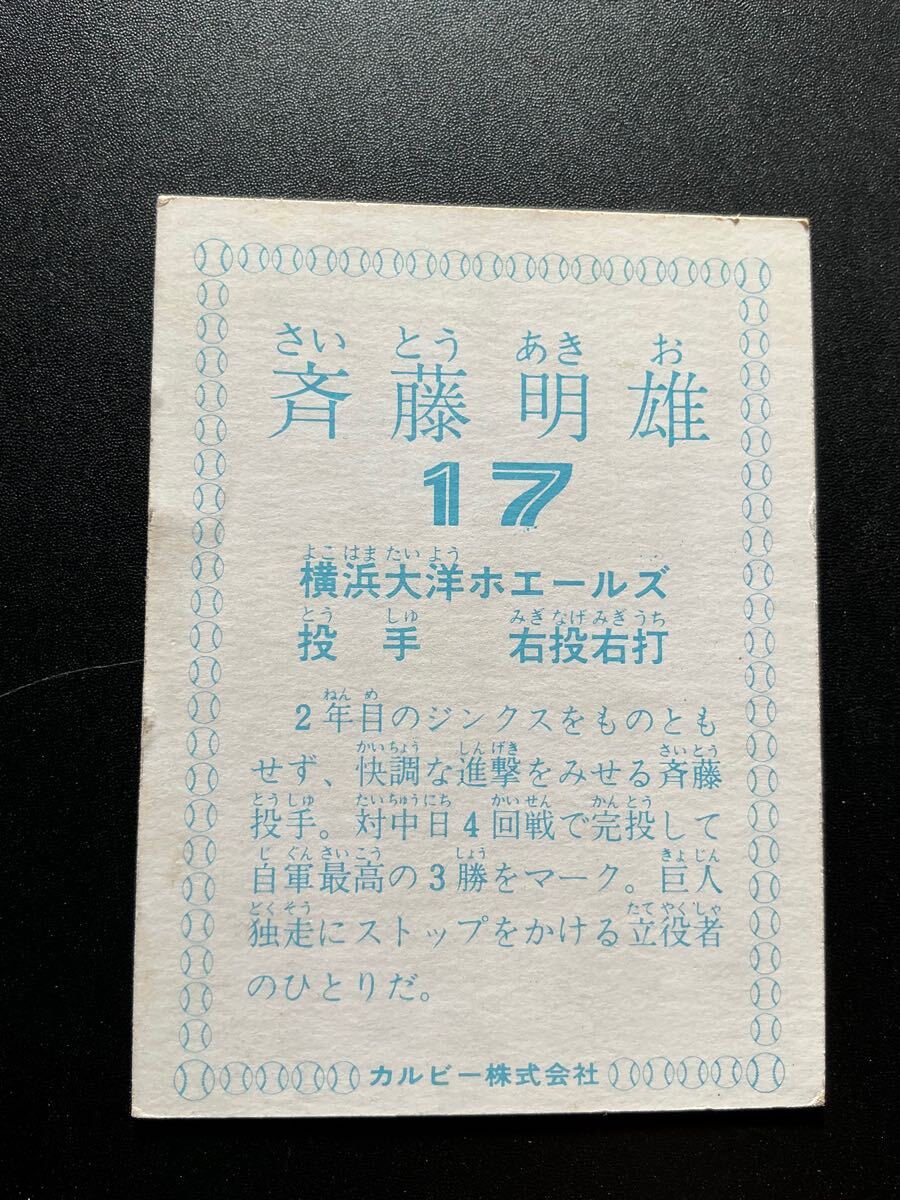 さい とう あき お
斉藤明雄
17
よこ はま たい よう
横浜大洋ホエールズ
とう しゅ みぎ なげ みぎ うち
投手 右投右打
ねん め
2年目のジンクスをものとも
かいちょう しん げき さい とう
せず、快調な進撃をみせる斉藤
とう しゅ たいちゅうにち かい せん かん とう
投手。対中日4回戦で完投して
じ ぐん さい こう しょう きょ じん
自軍最高の3勝をマーク。巨人
どく そう たて やく しゃ
独走にストップをかける立役者
のひとりだ。
カルビー株式会社